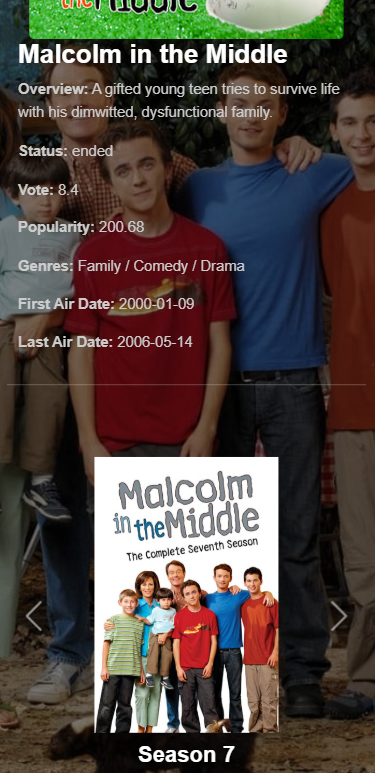 the Middle
Malcolm in the Middle
Overview: A gifted young teen tries to survive life
with his dimwitted, dysfunctional family.
Status: ended
Vote: 8.4
Popularity: 200.68
Genres: Family / Comedy / Drama
First Air Date: 2000-01-09
Last Air Date: 2006-05-14
Malcolm
in the Middle
The Complete Seventh Season
Season 7